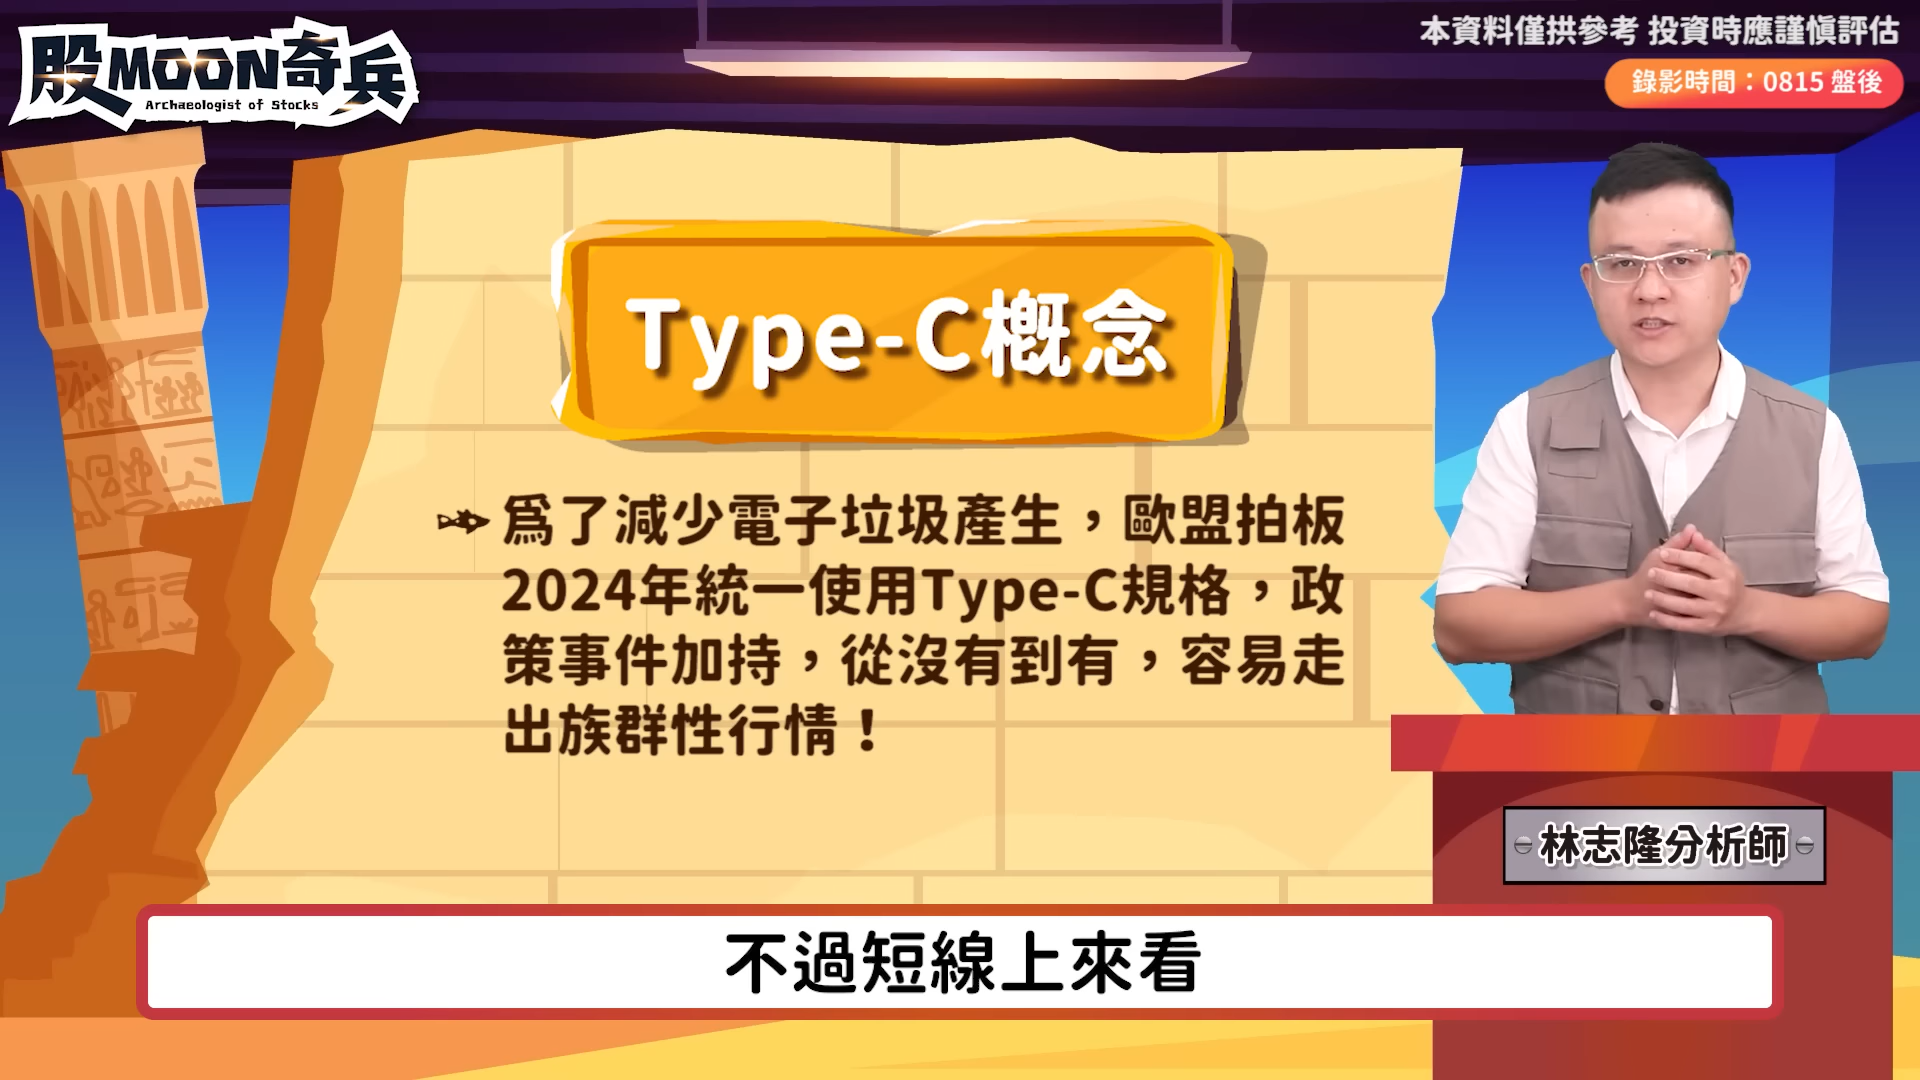 股MOON奇兵
Archaeologist of Stocks
本資料僅拱參考 投資時應謹慎評估
錄影時間：0815 盤後
Type-C概念
為了減少電子垃圾產生，歐盟拍板
2024年統一使用Type-C規格，政
策事件加持，從沒有到有，容易走
出族群性行情！
林志隆分析師
不過短線上來看